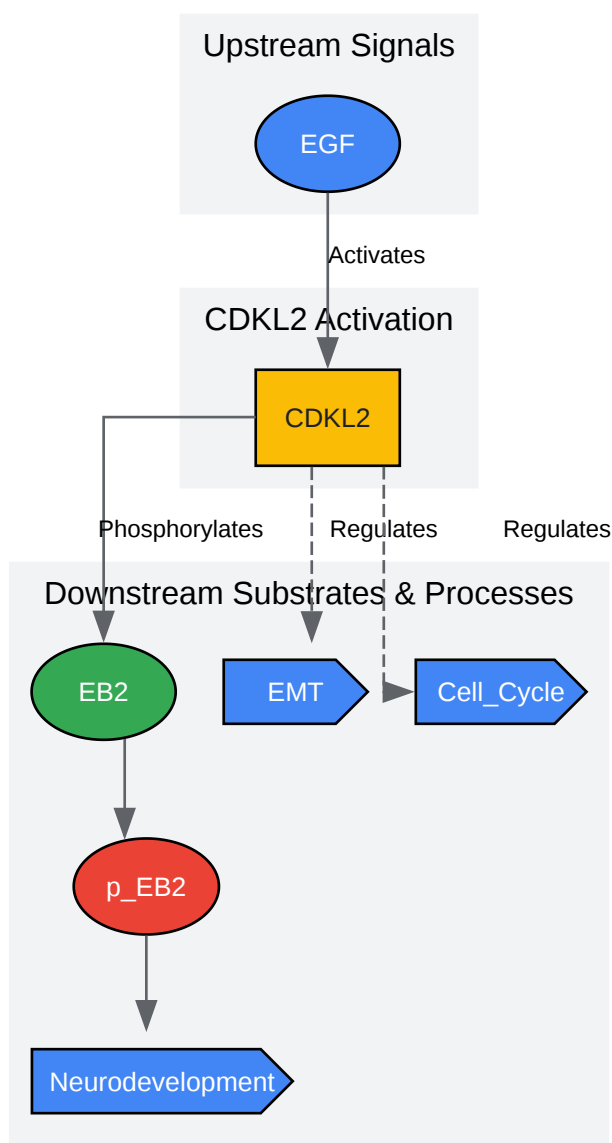 Upstream Signals
EGF
Activates
CDKL2 Activation
CDKL2
Phosphorylates
Regulates
Regulates
Downstream Substrates & Processes
EB2
EMT
Cell_Cycle
p_EB2
Neurodevelopment